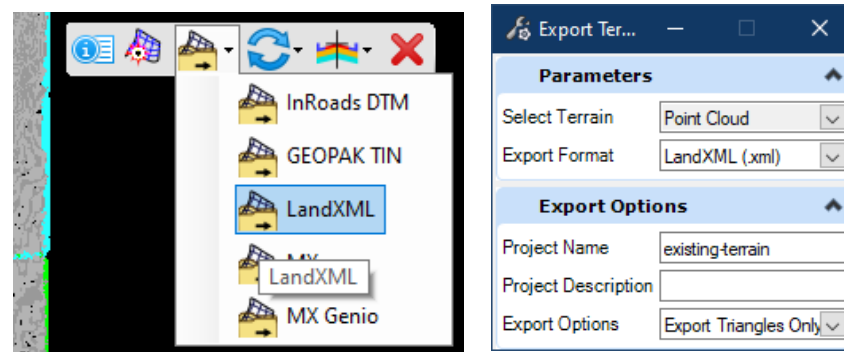 InRoads DTM
GEOPAK TIN
LandXML
LandXML
MX Genio
Export Ter...
Parameters
Select Terrain Point Cloud
Export Format LandXML (.xml)
Export Options
Project Name existing-terrain
Project Description
Export Options Export Triangles Only